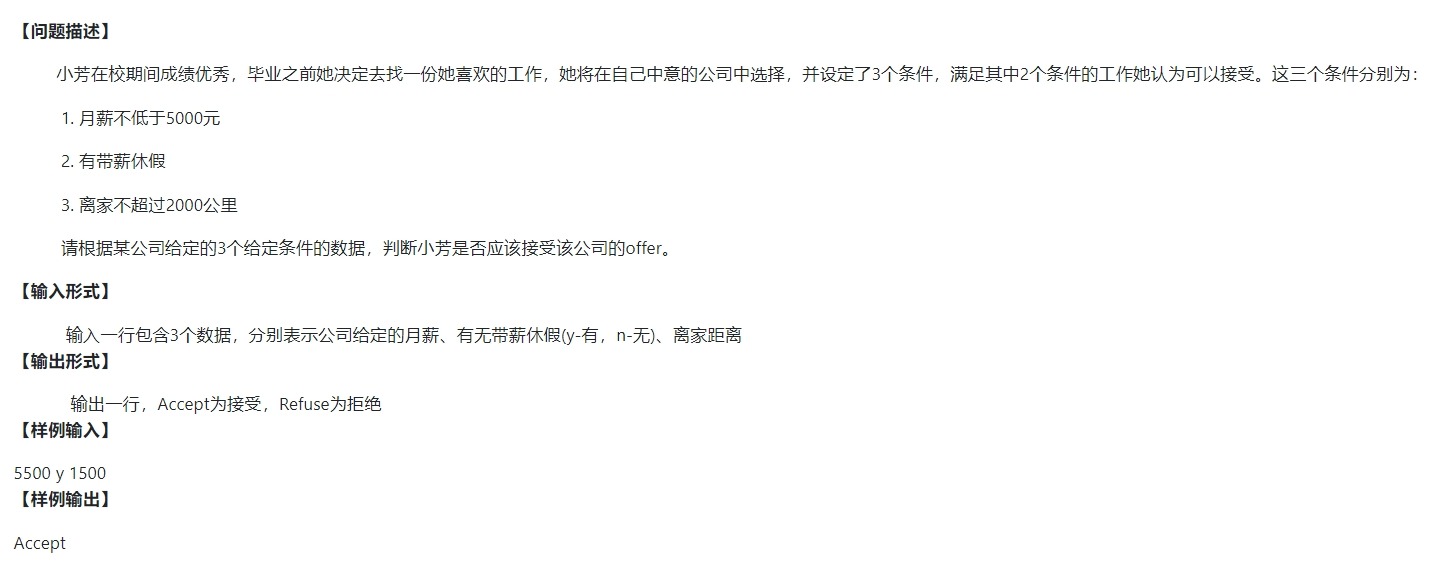 【问题描述】
小芳在校期间成绩优秀，毕业之前她决定去找一份她喜欢的工作，她将在自己中意的公司中选择，并设定了3个条件，满足其中2个条件的工作她认为可以接受。这三个条件分别为：
1. 月薪不低于5000元
2. 有带薪休假
3. 离家不超过2000公里
请根据某公司给定的3个给定条件的数据，判断小芳是否应该接受该公司的offer。
【输入形式】
输入一行包含3个数据，分别表示公司给定的月薪、有无带薪休假(y-有，n-无)、离家距离
【输出形式】
输出一行，Accept为接受，Refuse为拒绝
【样例输入】
5500 y 1500
【样例输出】
Accept